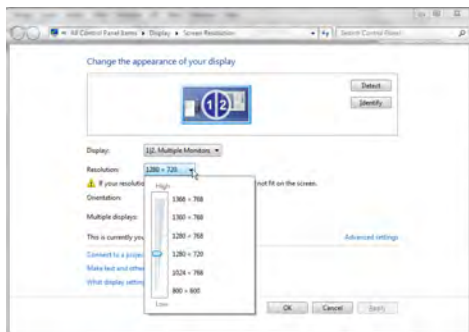 All Control Panel Items ▸ Display ▸ Screen Resolution
Search Control Panel
Change the appearance of your display
1|2
Detect
Identify
Display:
1|2. Multiple Monitors
Resolution:
1280 × 720
If your resolutio
not fit on the screen.
High
Orientation:
1366 × 768
Multiple displays:
1360 × 768
This is currently you
1280 × 768
Advanced settings
Connect to a projec
1280 × 720
Make text and other
1024 × 768
What display setting
800 × 600
Low
OK
Cancel
Apply